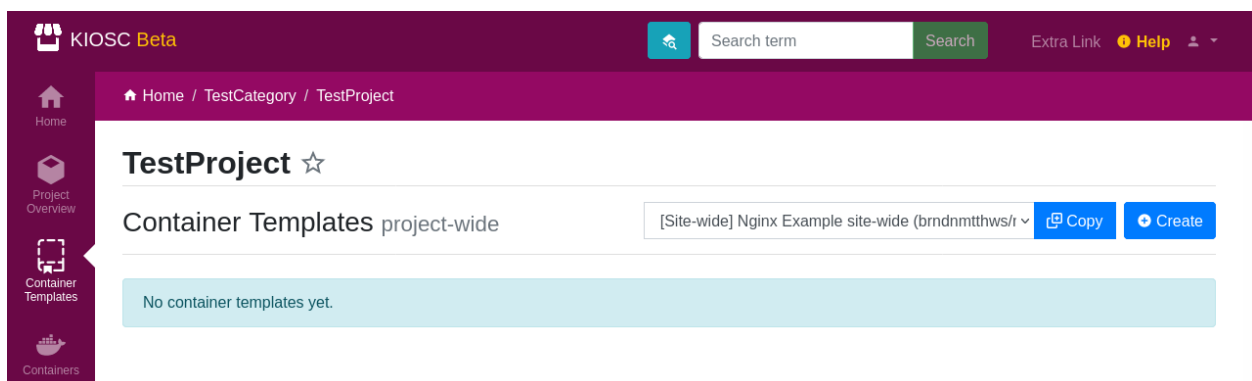 KIOSC Beta
Search term
Search
Extra Link
Help
Home / TestCategory / TestProject
Home
TestProject
Project
Overview
Container Templates project-wide
[Site-wide] Nginx Example site-wide (brndnmtthws/r
Copy
Create
Container
Templates
No container templates yet.
Containers